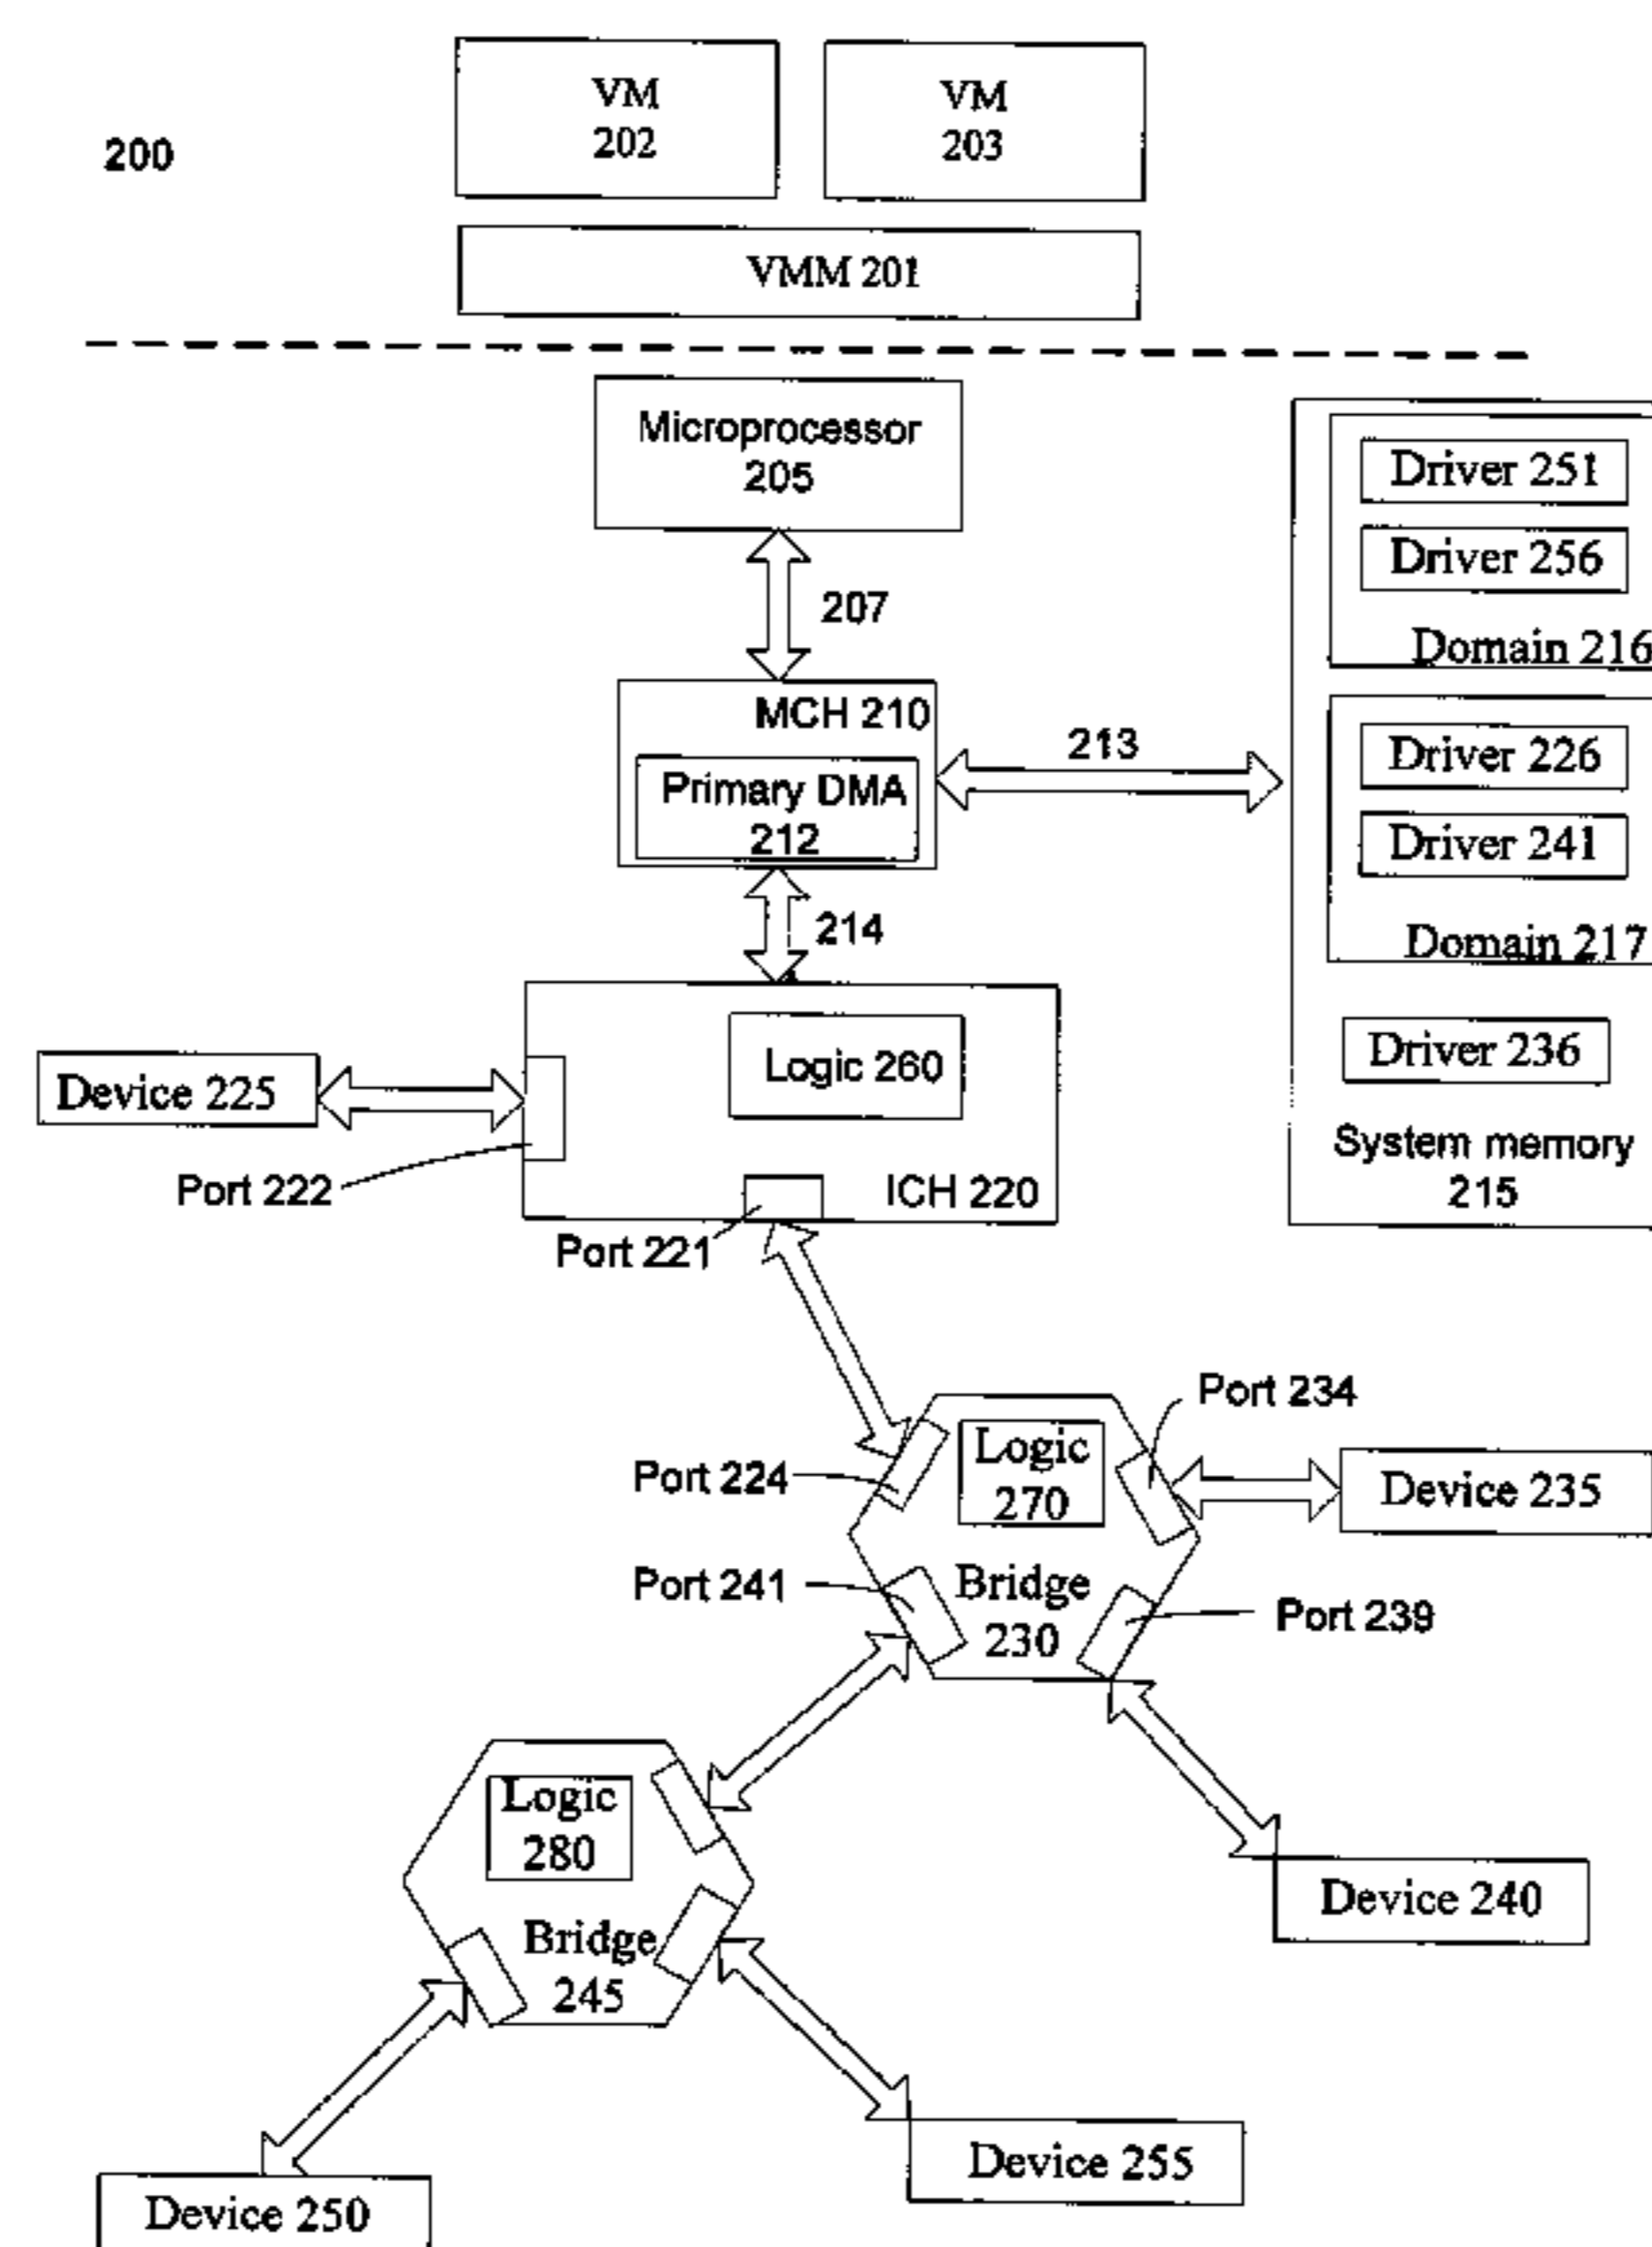 VM
202
VM
203
200
VMM 201
Microprocessor
205
Driver 251
Driver 256
207
Domain 216
MCH 210
213
Driver 226
Primary DMA
212
Driver 241
214
Domain 217
Logic 260
Driver 236
Device 225
System memory
215
Port 222
ICH 220
Port 221
Port 234
Logic
270
Port 224
Device 235
Port 241
Bridge
230
Port 239
Logic
280
Device 240
Bridge
245
Device 255
Device 250